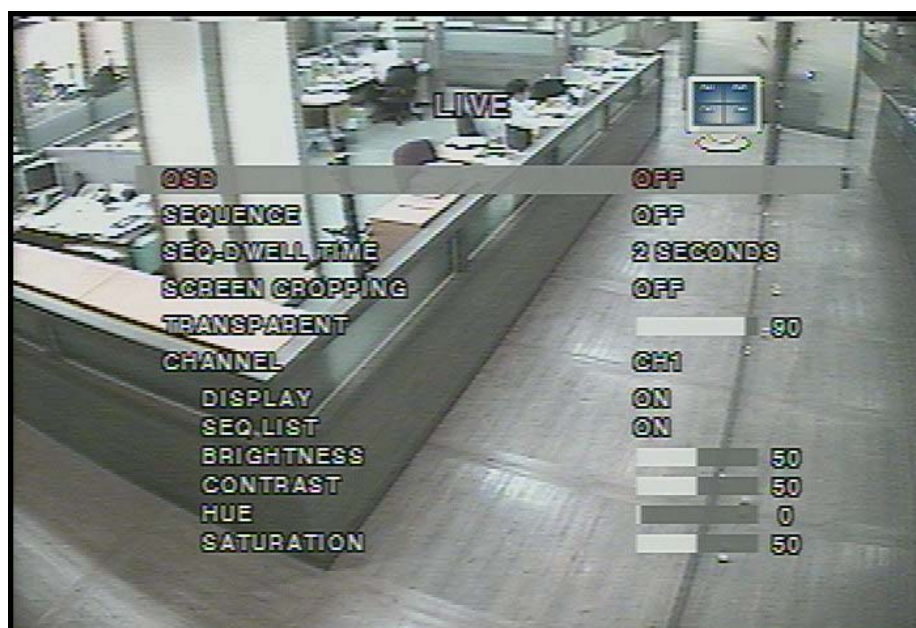 LIVE
OSD OFF
SEQUENCE OFF
SEQ-DWELL TIME 2 SECONDS
SCREEN CROPPING OFF
TRANSPARENT 90
CHANNEL CH1
DISPLAY ON
SEQ.LIST ON
BRIGHTNESS 50
CONTRAST 50
HUE 0
SATURATION 50